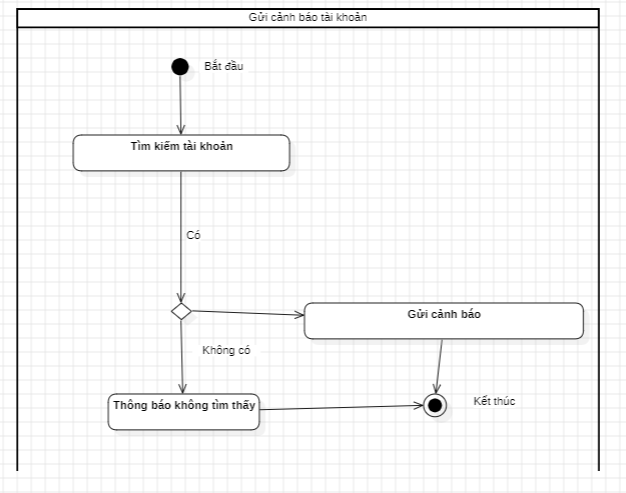 Gửi cảnh báo tài khoản
Bắt đầu
Tìm kiếm tài khoản
Có
Gửi cảnh báo
Không có
Thông báo không tìm thấy
Kết thúc